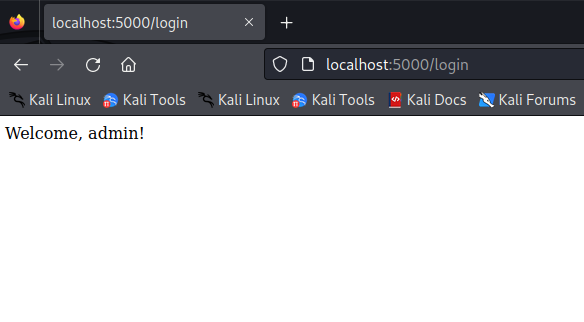 localhost:5000/login
localhost:5000/login
Kali Linux Kali Tools Kali Linux Kali Tools Kali Docs Kali Forums
Welcome, admin!